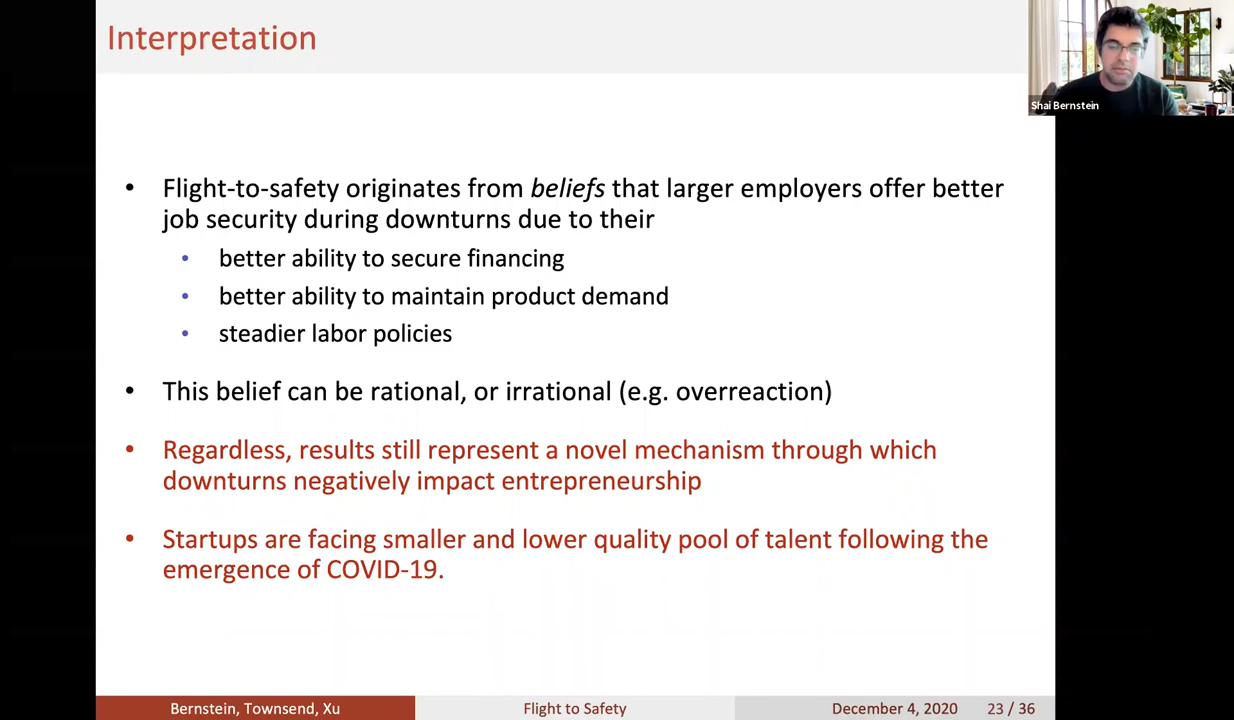 Interpretation
Shai Bernstein
• Flight-to-safety originates from beliefs that larger employers offer better
job security during downturns due to their
• better ability to secure financing
• better ability to maintain product demand
• steadier labor policies
• This belief can be rational, or irrational (e.g. overreaction)
• Regardless, results still represent a novel mechanism through which
downturns negatively impact entrepreneurship
• Startups are facing smaller and lower quality pool of talent following the
emergence of COVID-19.
Bernstein, Townsend, Xu
Flight to Safety
December 4, 2020 23 / 36